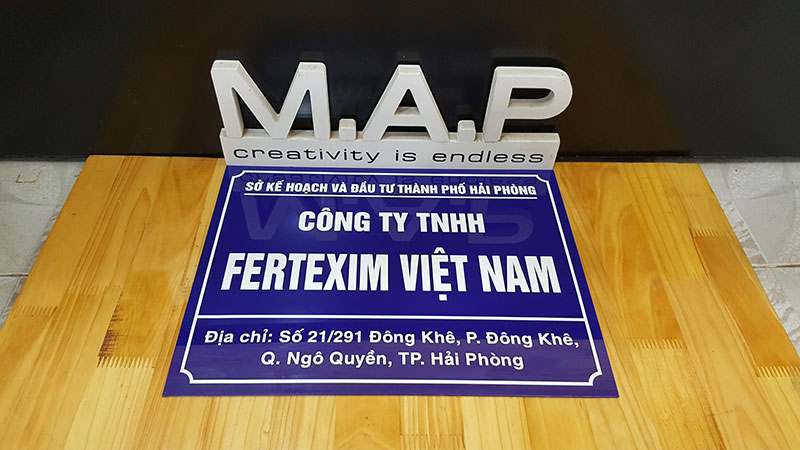 M.A.P
creativity is endless
SỞ KẾ HOẠCH VÀ ĐẦU TƯ THÀNH PHỐ HẢI PHÒNG
CÔNG TY TNHH
FERTEXIM VIỆT NAM
Địa chỉ: Số 21/291 Đông Khê, P. Đông Khê,
Q. Ngô Quyền, TP. Hải Phòng